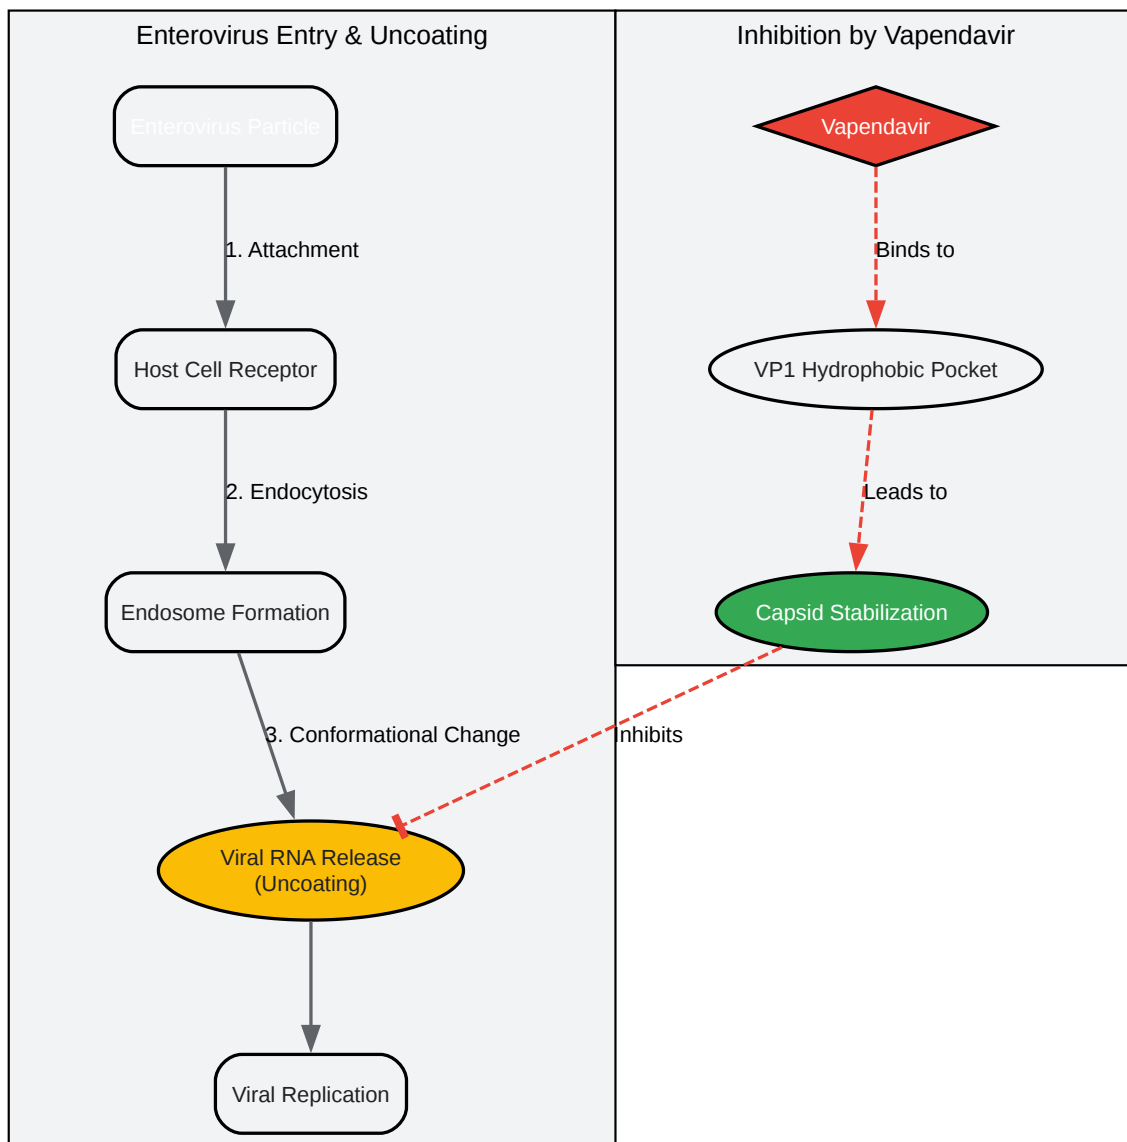 Enterovirus Entry & Uncoating
Enterovirus Particle
1. Attachment
Host Cell Receptor
2. Endocytosis
Endosome Formation
3. Conformational Change
Viral RNA Release
(Uncoating)
Viral Replication
Inhibition by Vapendavir
Vapendavir
Binds to
VP1 Hydrophobic Pocket
Leads to
Capsid Stabilization
Inhibits